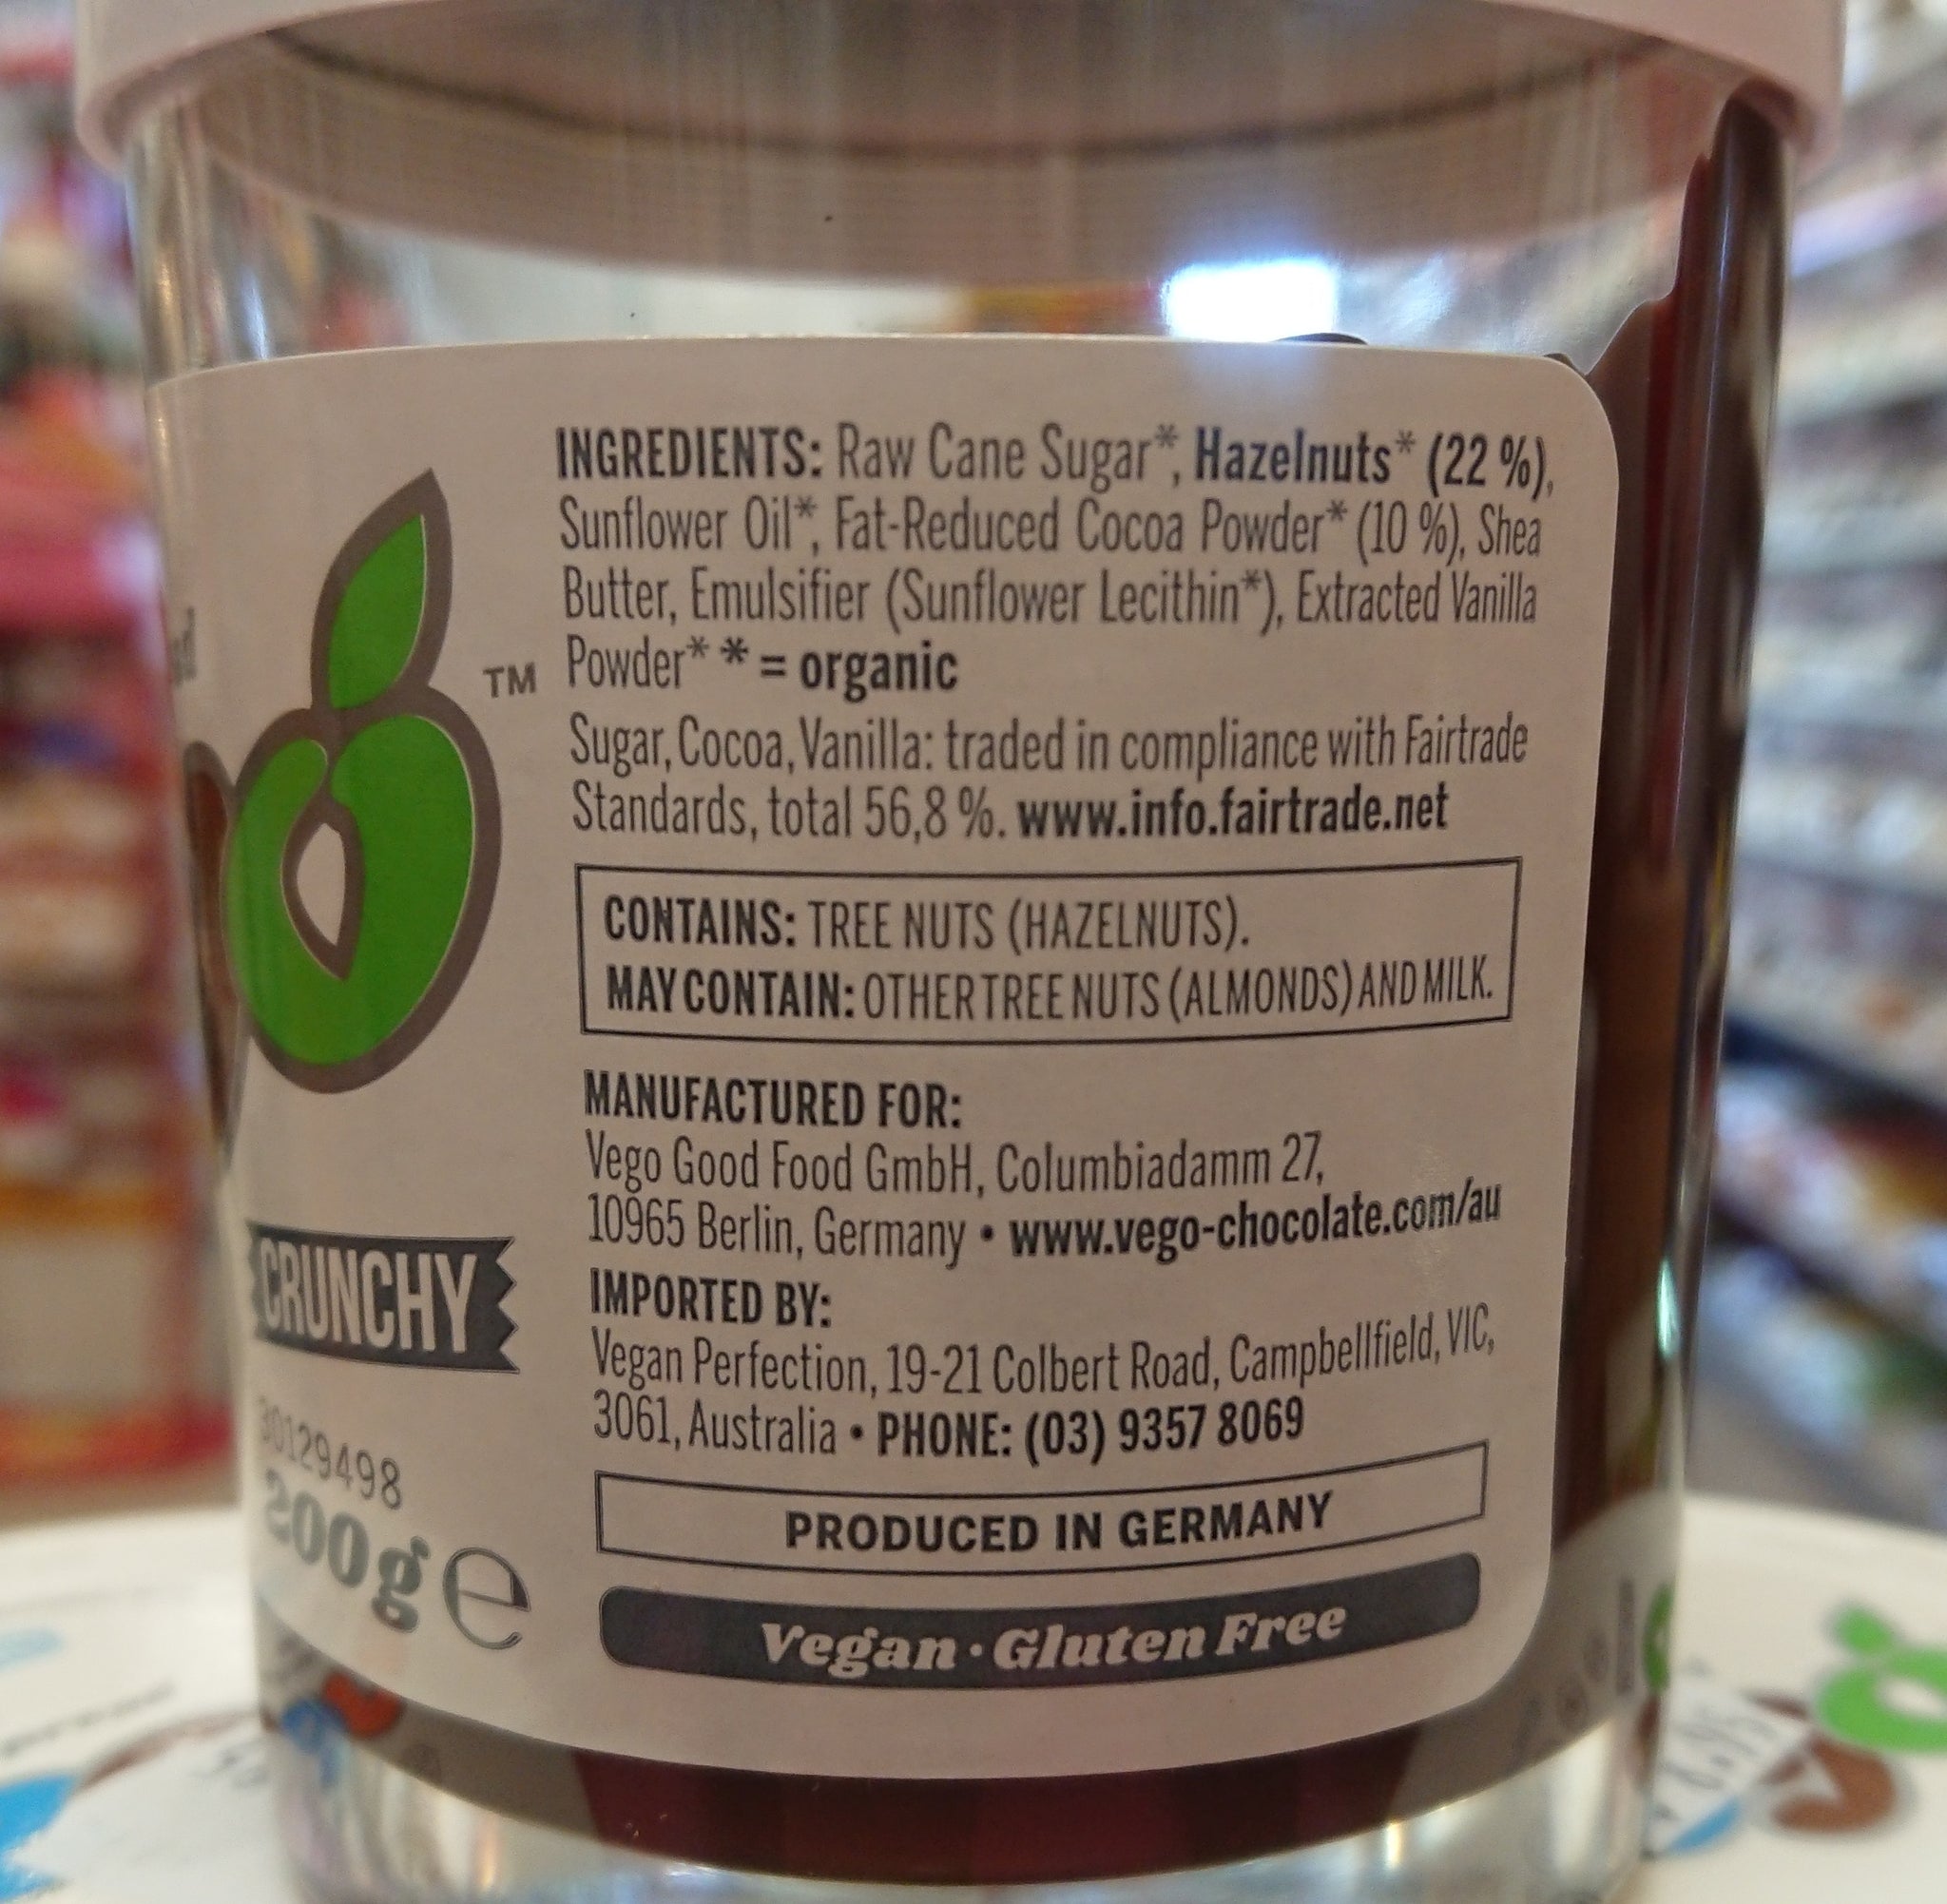 INGREDIENTS: Raw Cane Sugar*, Hazelnuts* (22 %),
Sunflower Oil*, Fat-Reduced Cocoa Powder* (10 %), Shea
Butter, Emulsifier (Sunflower Lecithin*), Extracted Vanilla
Powder* * = organic
Sugar, Cocoa, Vanilla: traded in compliance with Fairtrade
Standards, total 56,8 %. www.info.fairtrade.net
CONTAINS: TREE NUTS (HAZELNUTS).
MAY CONTAIN: OTHER TREE NUTS (ALMONDS) AND MILK.
MANUFACTURED FOR:
Vego Good Food GmbH, Columbiadamm 27,
10965 Berlin, Germany • www.vego-chocolate.com/au
IMPORTED BY:
Vegan Perfection, 19-21 Colbert Road, Campbellfield, VIC,
3061, Australia • PHONE: (03) 9357 8069
PRODUCED IN GERMANY
Vegan · Gluten Free
TM
CRUNCHY
30129498
200g e